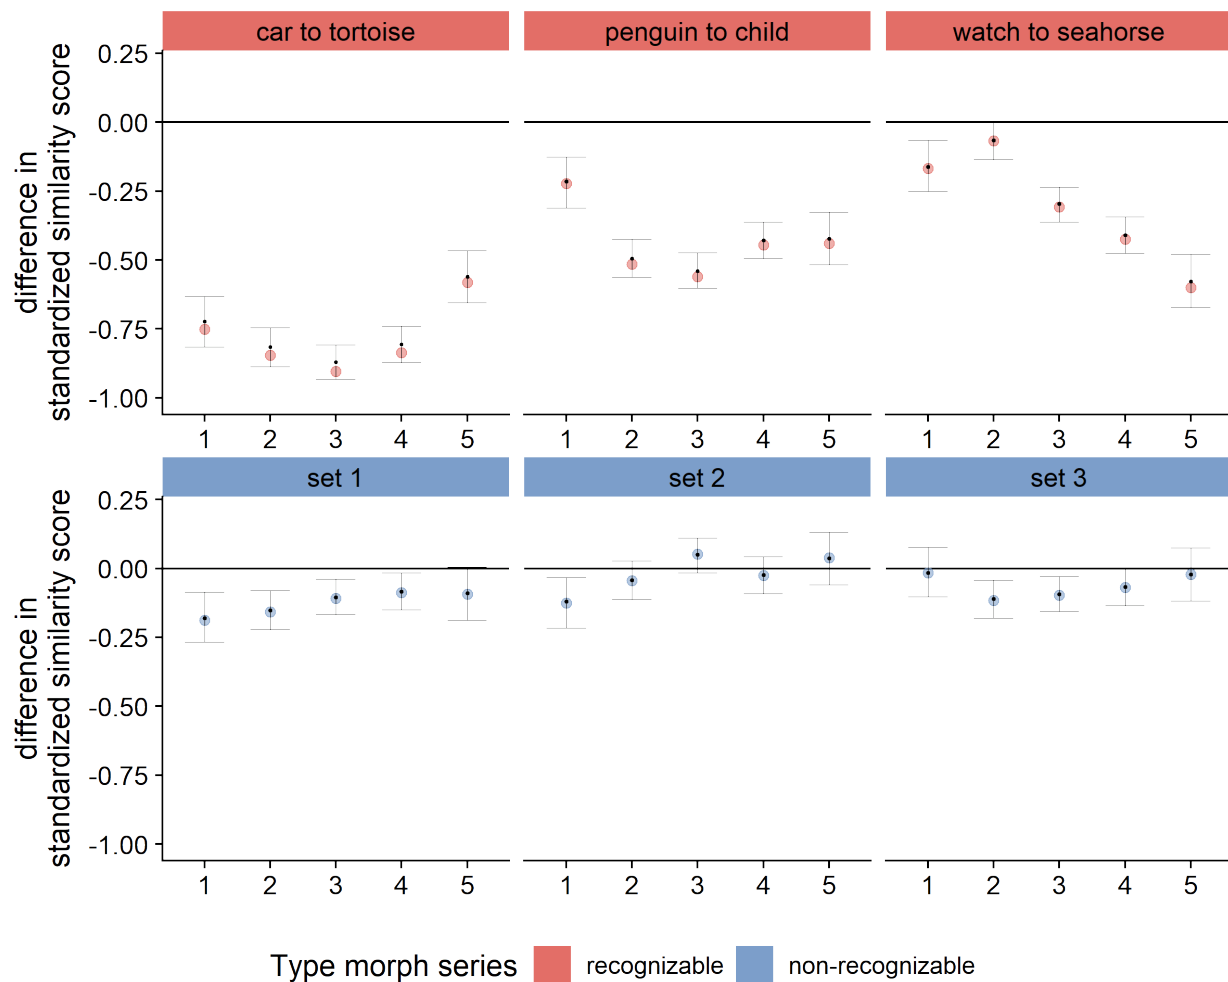 car to tortoise
penguin to child
watch to seahorse
difference in
standardized similarity score
0.25
0.00
-0.25
-0.50
-0.75
-1.00
1 2 3 4 5
1 2 3 4 5
1 2 3 4 5
set 1
set 2
set 3
difference in
standardized similarity score
0.25
0.00
-0.25
-0.50
-0.75
-1.00
1 2 3 4 5
1 2 3 4 5
1 2 3 4 5
Type morph series recognizable non-recognizable